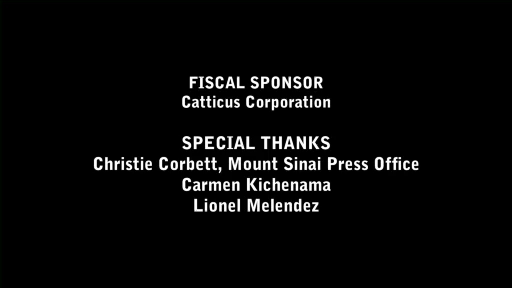 FISCAL SPONSOR
Catticus Corporation
SPECIAL THANKS
Christie Corbett, Mount Sinai Press Office
Carmen Kichenama
Lionel Melendez